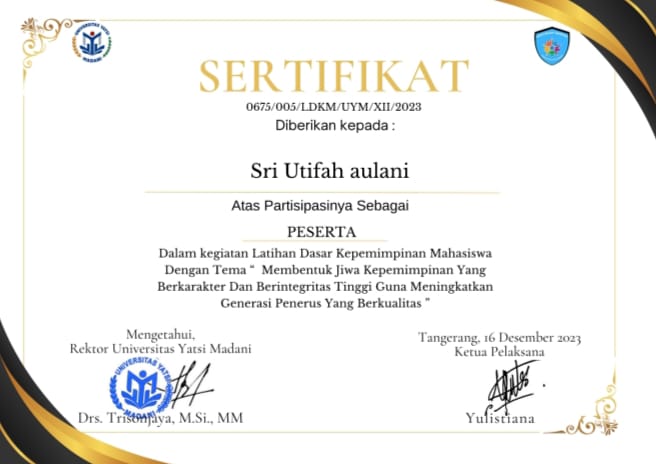 UNIVERSITAS YATSI
MADANI
SERTIFIKAT
0675/005/LDKM/UYM/XII/2023
Diberikan kepada :
Sri Utifah aulani
Atas Partisipasinya Sebagai
PESERTA
Dalam kegiatan Latihan Dasar Kepemimpinan Mahasiswa
Dengan Tema “ Membentuk Jiwa Kepemimpinan Yang
Berkarakter Dan Berintegritas Tinggi Guna Meningkatkan
Generasi Penerus Yang Berkualitas ”
Mengetahui,
Rektor Universitas Yatsi Madani
UNIVERSITAS YATSI
MADANI
Drs. Trisonjaya, M.Si., MM
Tangerang, 16 Desember 2023
Ketua Pelaksana
Yulistiana